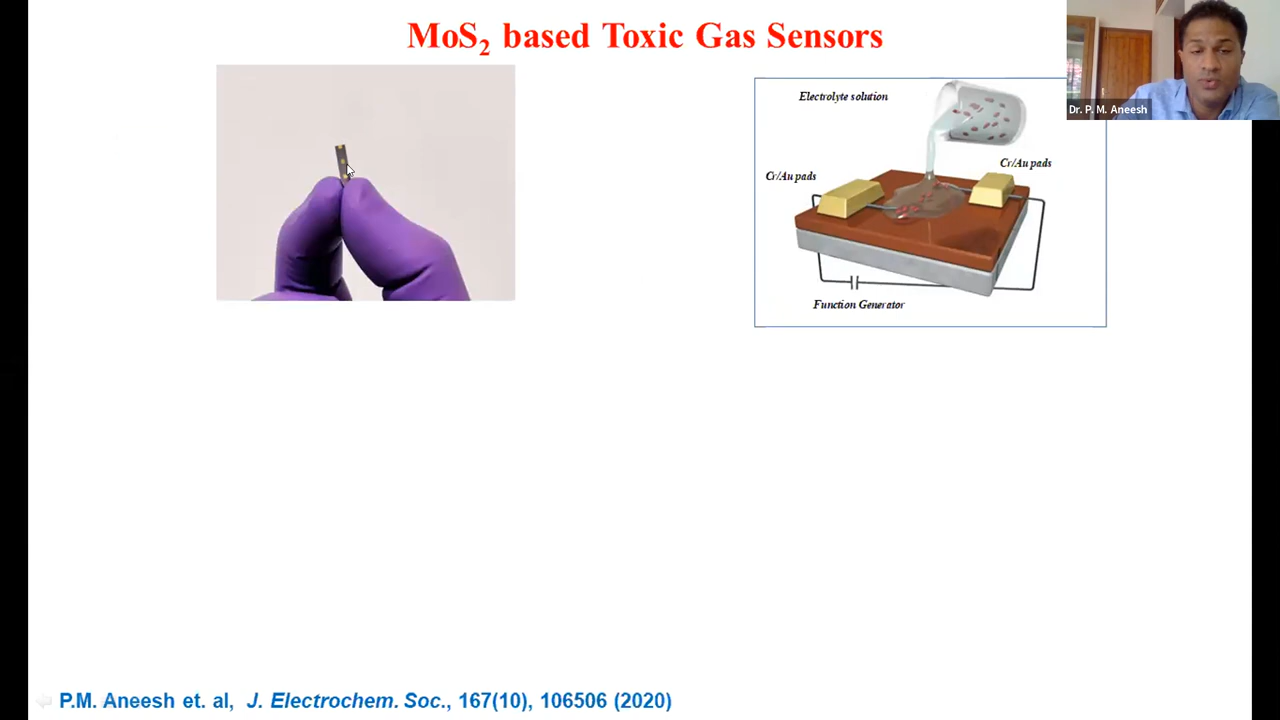 MoS₂ based Toxic Gas Sensors
Dr. P. M. Aneesh
Electrolyte solution
Cr/Au pads
Cr/Au pads
Function Generator
P.M. Aneesh et. al, J. Electrochem. Soc., 167(10), 106506 (2020)